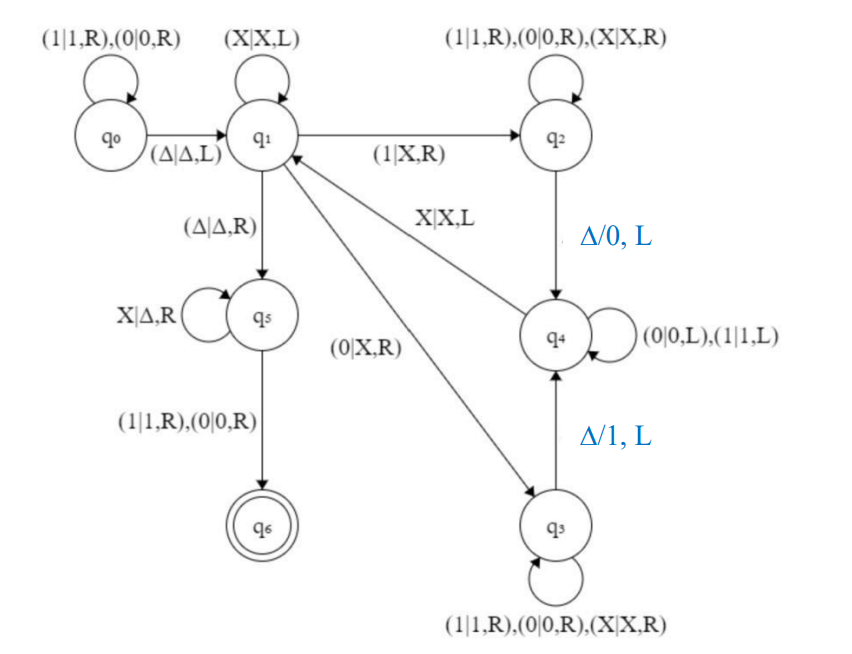 (1|1,R),(0|0,R)
(X|X,L)
(1|1,R),(0|0,R),(X|X,R)
q₀
q₁
q₂
(Δ|Δ,L)
(1|X,R)
(Δ|Δ,R)
X|X,L
Δ/0, L
X|Δ,R
q₅
(0|X,R)
q₄
(0|0,L),(1|1,L)
(1|1,R),(0|0,R)
Δ/1, L
q₆
q₃
(1|1,R),(0|0,R),(X|X,R)